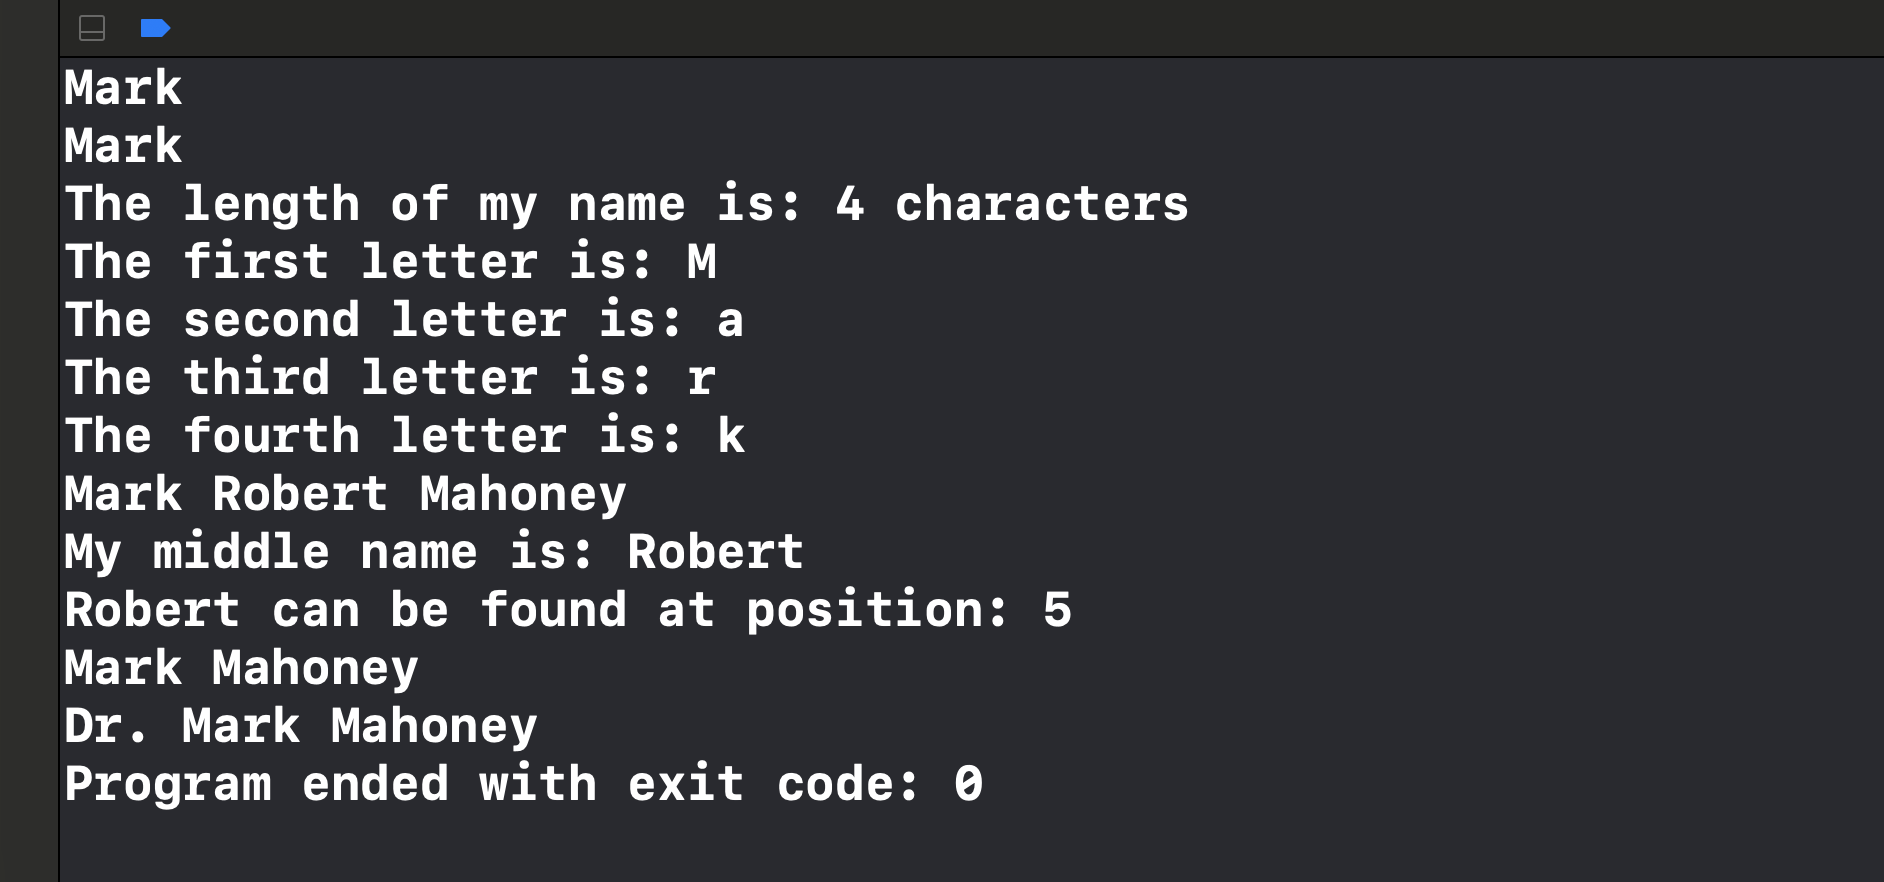 Mark
Mark
The length of my name is: 4 characters
The first letter is: M
The second letter is: a
The third letter is: r
The fourth letter is: k
Mark Robert Mahoney
My middle name is: Robert
Robert can be found at position: 5
Mark Mahoney
Dr. Mark Mahoney
Program ended with exit code: 0